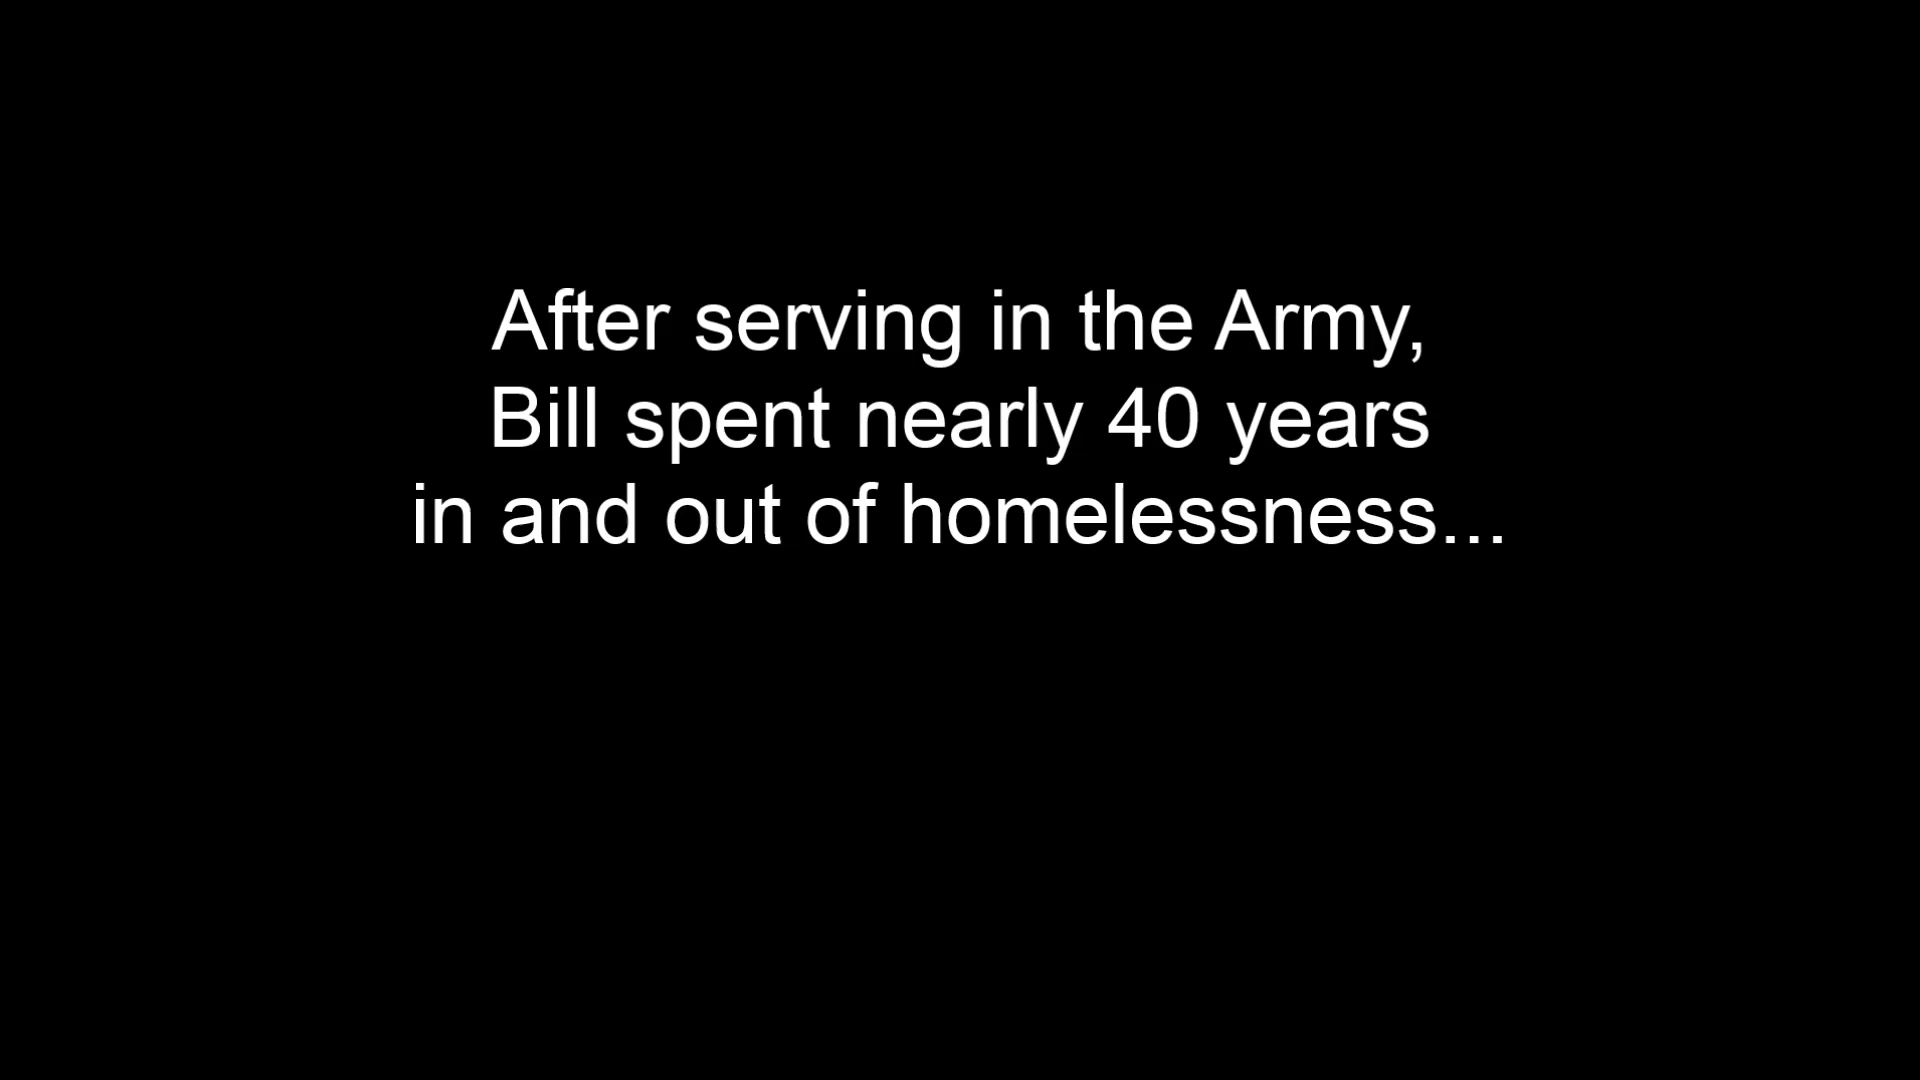 After serving in the Army,
Bill spent nearly 40 years
in and out of homelessness...